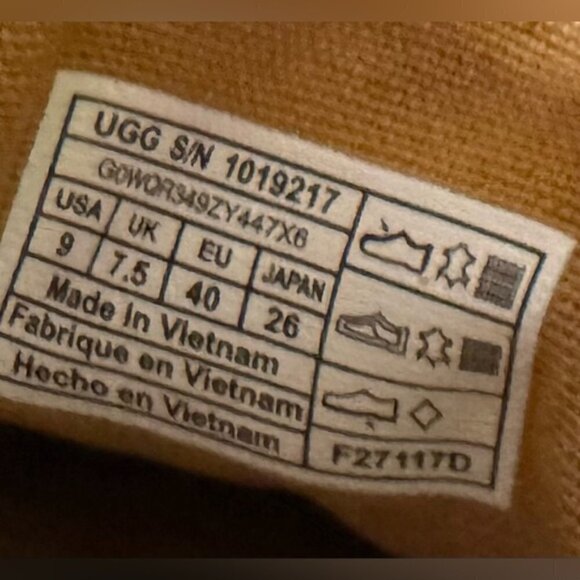 UGG S/N 1019217
G0WOR349ZY447X6
USA UK EU JAPAN
9 7.5 40 26
Made In Vietnam
Fabrique en Vietnam
Hecho en Vietnam
F27117D